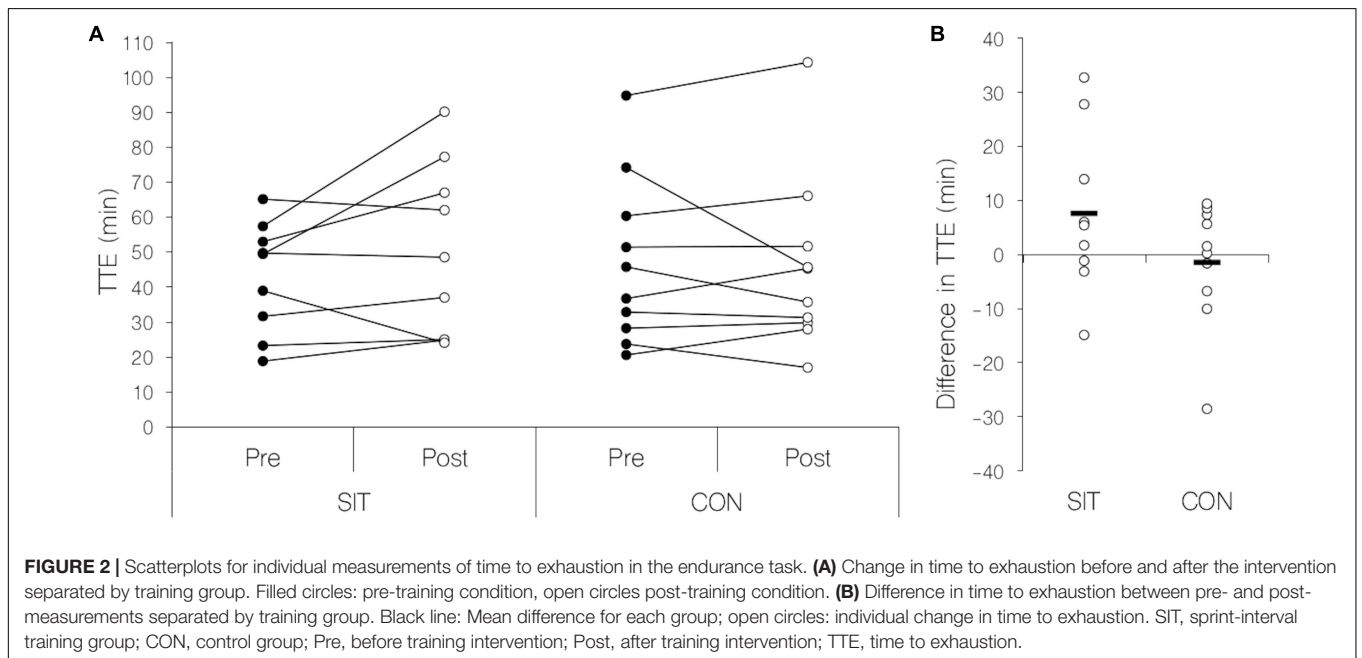 A
110
100
90
80
70
60
50
40
30
20
10
0
TTE (min)
Pre
Post
Pre
Post
SIT
CON
B
40
30
20
10
0
-10
-20
-30
-40
Difference in TTE (min)
SIT
CON
FIGURE 2 | Scatterplots for individual measurements of time to exhaustion in the endurance task. (A) Change in time to exhaustion before and after the intervention
separated by training group. Filled circles: pre-training condition, open circles post-training condition. (B) Difference in time to exhaustion between pre- and post-
measurements separated by training group. Black line: Mean difference for each group; open circles: individual change in time to exhaustion. SIT, sprint-interval
training group; CON, control group; Pre, before training intervention; Post, after training intervention; TTE, time to exhaustion.